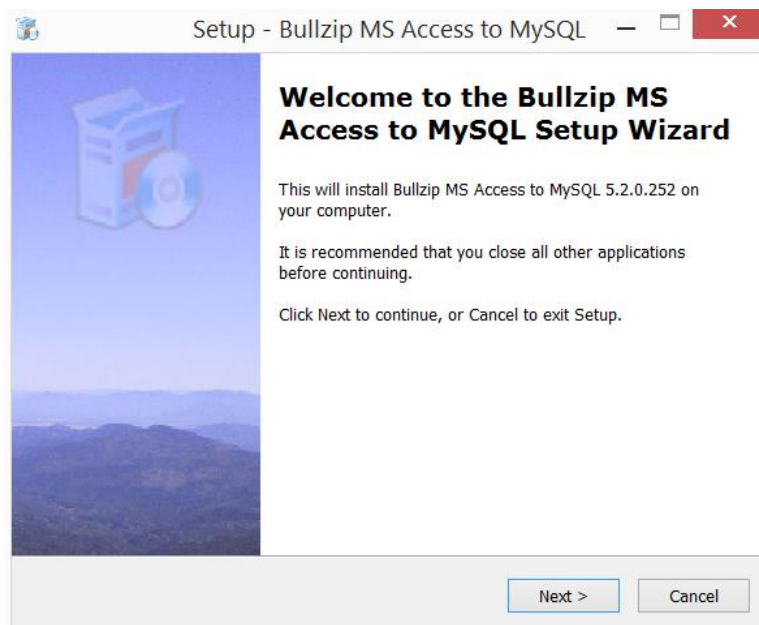 Setup - Bullzip MS Access to MySQL
Welcome to the Bullzip MS
Access to MySQL Setup Wizard
This will install Bullzip MS Access to MySQL 5.2.0.252 on
your computer.
It is recommended that you close all other applications
before continuing.
Click Next to continue, or Cancel to exit Setup.
Next >
Cancel